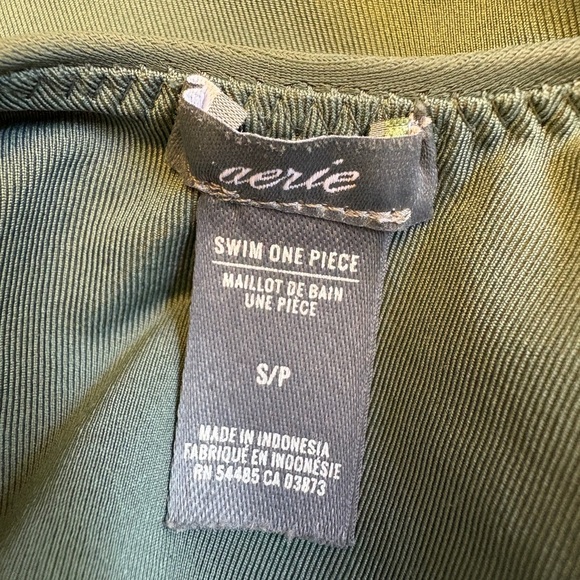 aerie
SWIM ONE PIECE
MAILLOT DE BAIN
UNE PIÈCE
S/P
MADE IN INDONESIA
FABRIQUÉ EN INDONÉSIE
RN 54485 CA 03873